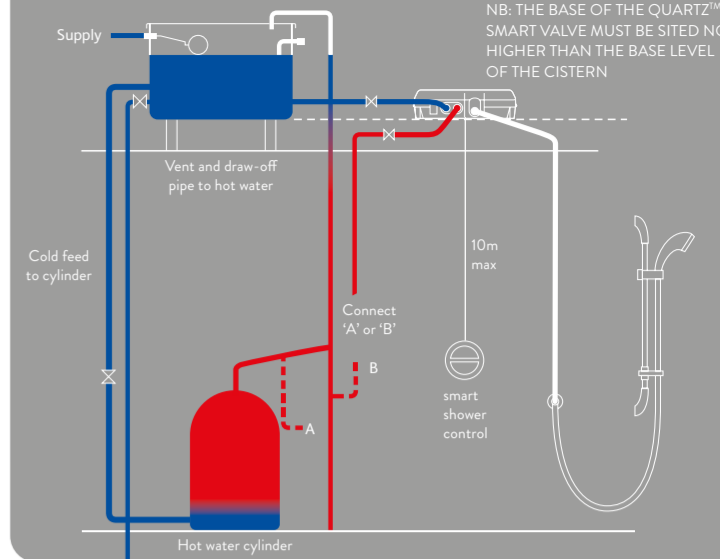 NB: THE BASE OF THE QUARTZ™
SMART VALVE MUST BE SITED NO
HIGHER THAN THE BASE LEVEL
OF THE CISTERN
Supply
Vent and draw-off
pipe to hot water
Cold feed
to cylinder
10m
max
Connect
‘A’ or ‘B’
B
A
smart
shower
control
Hot water cylinder